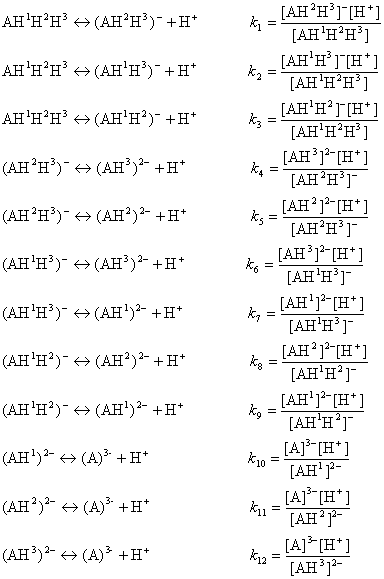 AH¹H²H³ ↔ (AH²H³)⁻ + H⁺   k₁ = [AH²H³]⁻[H⁺] / [AH¹H²H³]
AH¹H²H³ ↔ (AH¹H³)⁻ + H⁺   k₂ = [AH¹H³]⁻[H⁺] / [AH¹H²H³]
AH¹H²H³ ↔ (AH¹H²)⁻ + H⁺   k₃ = [AH¹H²]⁻[H⁺] / [AH¹H²H³]
(AH²H³)⁻ ↔ (AH³)²⁻ + H⁺   k₄ = [AH³]²⁻[H⁺] / [AH²H³]⁻
(AH²H³)⁻ ↔ (AH²)²⁻ + H⁺   k₅ = [AH²]²⁻[H⁺] / [AH²H³]⁻
(AH¹H³)⁻ ↔ (AH³)²⁻ + H⁺   k₆ = [AH³]²⁻[H⁺] / [AH¹H³]⁻
(AH¹H³)⁻ ↔ (AH¹)²⁻ + H⁺   k₇ = [AH¹]²⁻[H⁺] / [AH¹H³]⁻
(AH¹H²)⁻ ↔ (AH²)²⁻ + H⁺   k₈ = [AH²]²⁻[H⁺] / [AH¹H²]⁻
(AH¹H²)⁻ ↔ (AH¹)²⁻ + H⁺   k₉ = [AH¹]²⁻[H⁺] / [AH¹H²]⁻
(AH¹)²⁻ ↔ (A)³⁻ + H⁺   k₁₀ = [A]³⁻[H⁺] / [AH¹]²⁻
(AH²)²⁻ ↔ (A)³⁻ + H⁺   k₁₁ = [A]³⁻[H⁺] / [AH²]²⁻
(AH³)²⁻ ↔ (A)³⁻ + H⁺   k₁₂ = [A]³⁻[H⁺] / [AH³]²⁻